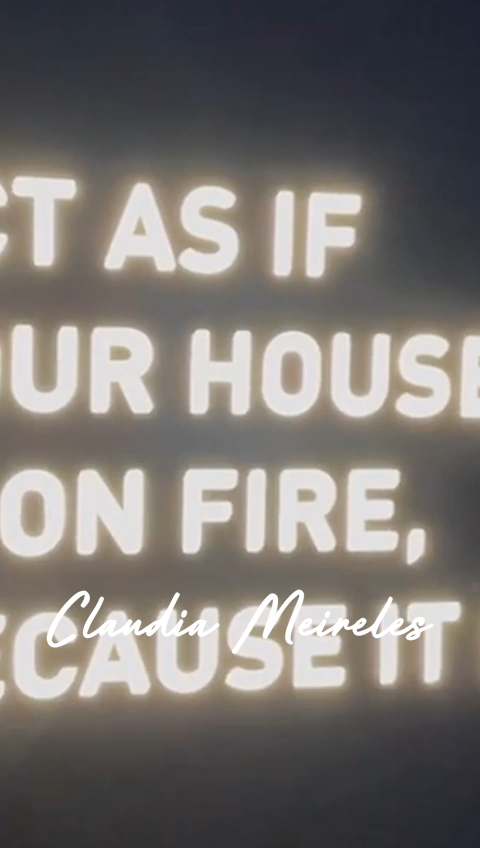 CT AS IF
OUR HOUSE
ON FIRE,
Claudia Meireles
ECAUSE IT